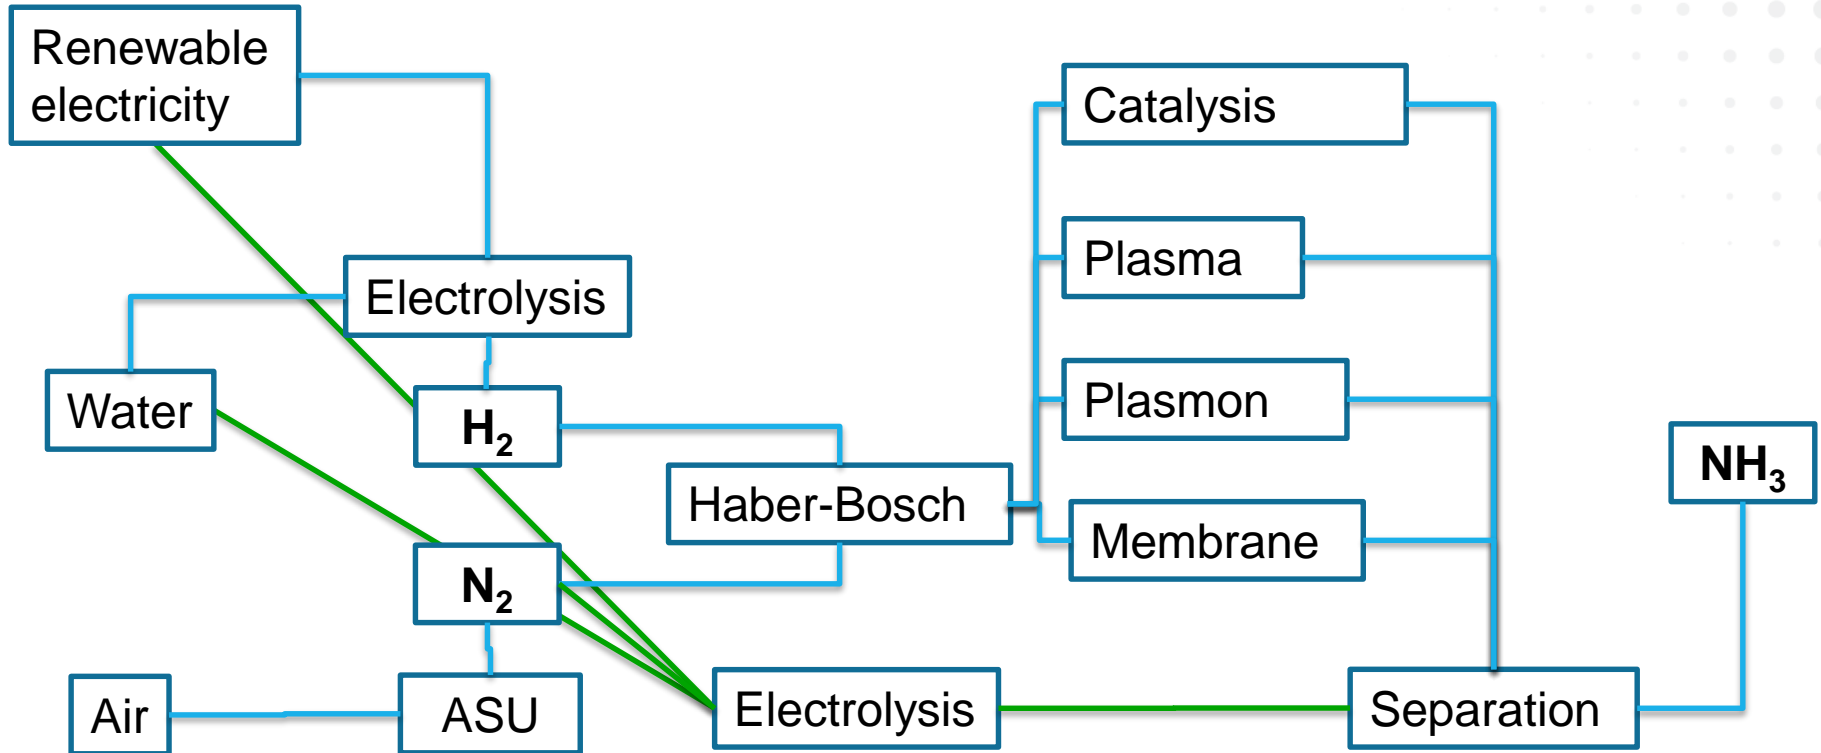 Renewable
electricity
Catalysis
Plasma
Electrolysis
Plasmon
Water
H₂
NH₃
Haber-Bosch
Membrane
N₂
Air
ASU
Electrolysis
Separation